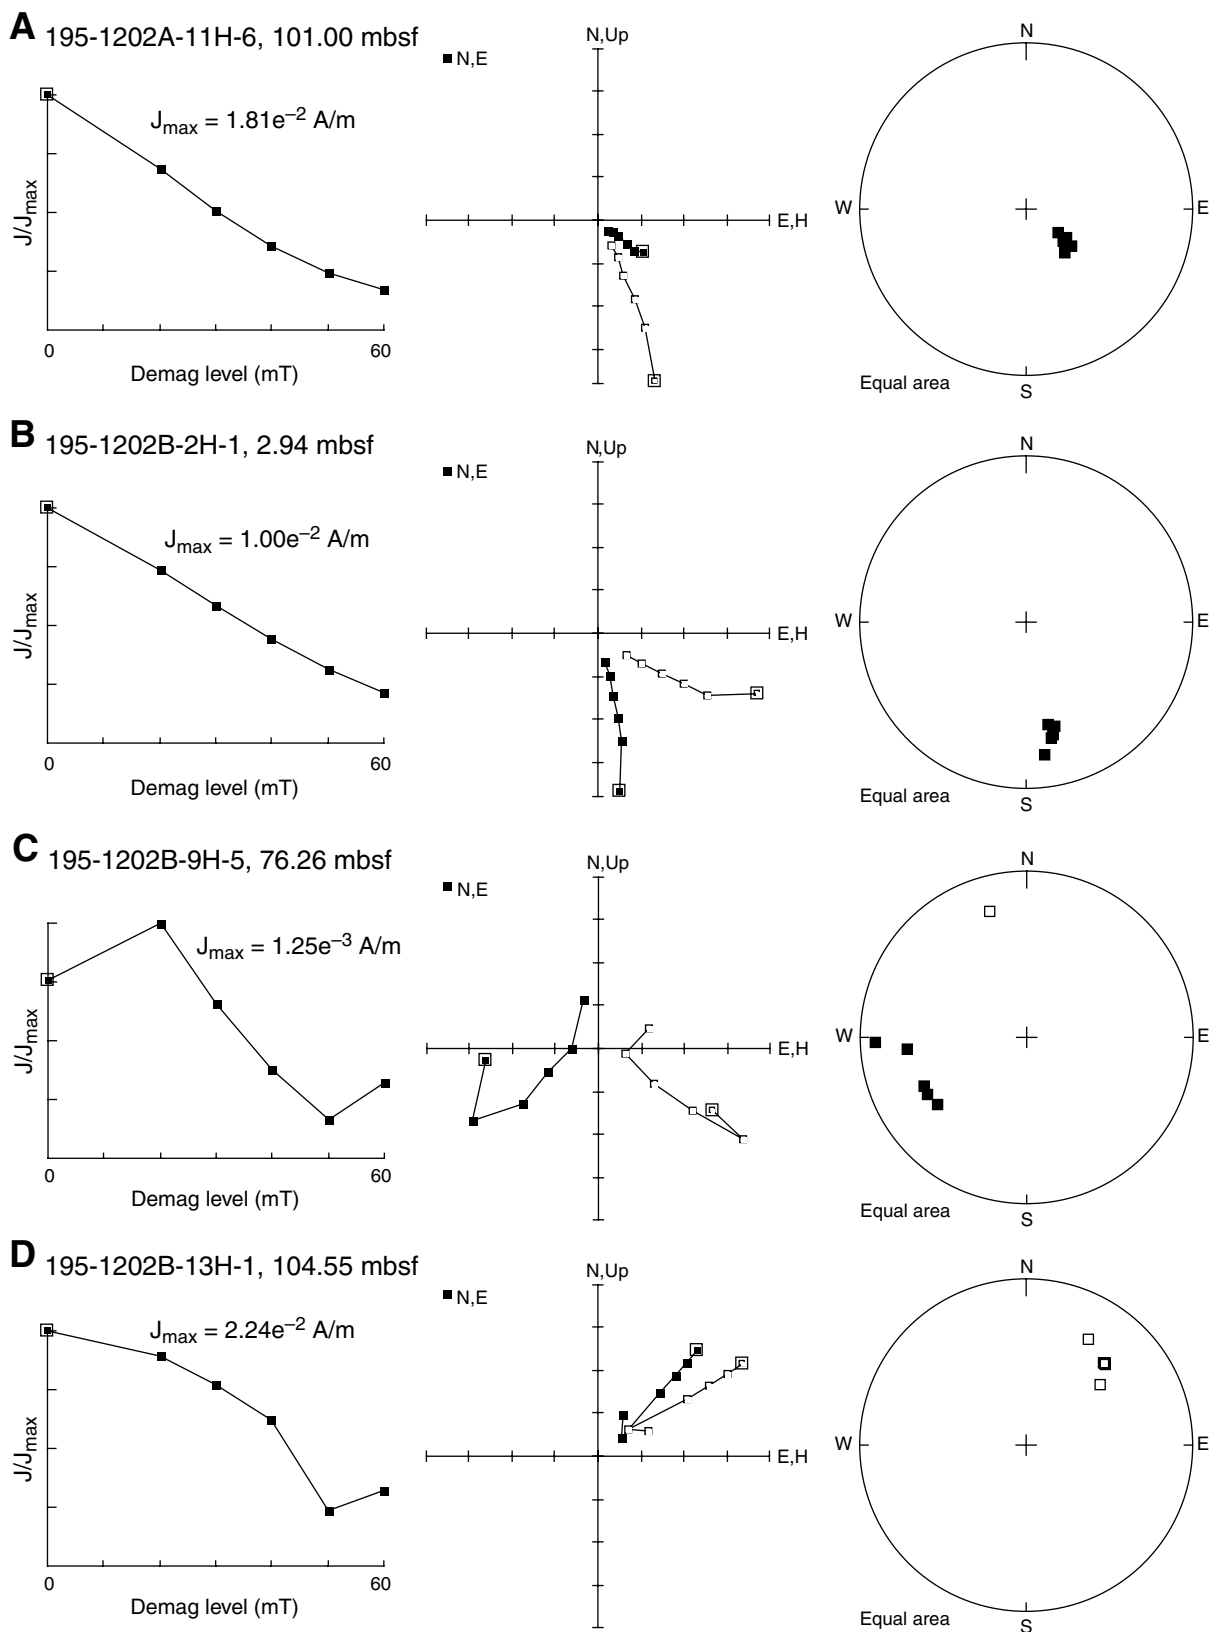 A 195-1202A-11H-6, 101.00 mbsf
J/Jmax
Jmax = 1.81e–2 A/m
0 60
Demag level (mT)
N,Up
N,E
E,H
N
W E
S
Equal area
B 195-1202B-2H-1, 2.94 mbsf
J/Jmax
Jmax = 1.00e–2 A/m
0 60
Demag level (mT)
N,Up
N,E
E,H
N
W E
S
Equal area
C 195-1202B-9H-5, 76.26 mbsf
J/Jmax
Jmax = 1.25e–3 A/m
0 60
Demag level (mT)
N,Up
N,E
E,H
N
W E
S
Equal area
D 195-1202B-13H-1, 104.55 mbsf
J/Jmax
Jmax = 2.24e–2 A/m
0 60
Demag level (mT)
N,Up
N,E
E,H
N
W E
S
Equal area